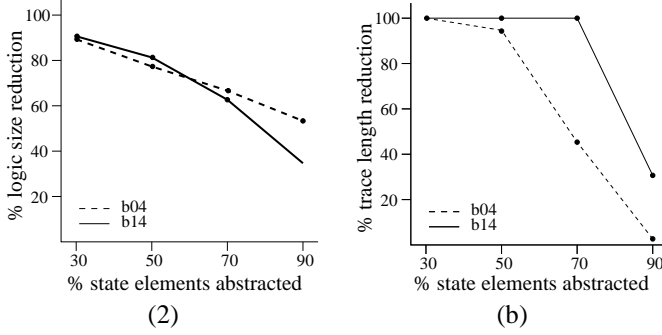 % logic size reduction
100
80
60
40
20
b04
b14
30 50 70 90
% state elements abstracted
(2)
% trace length reduction
100
80
60
40
20
b04
b14
30 50 70 90
% state elements abstracted
(b)